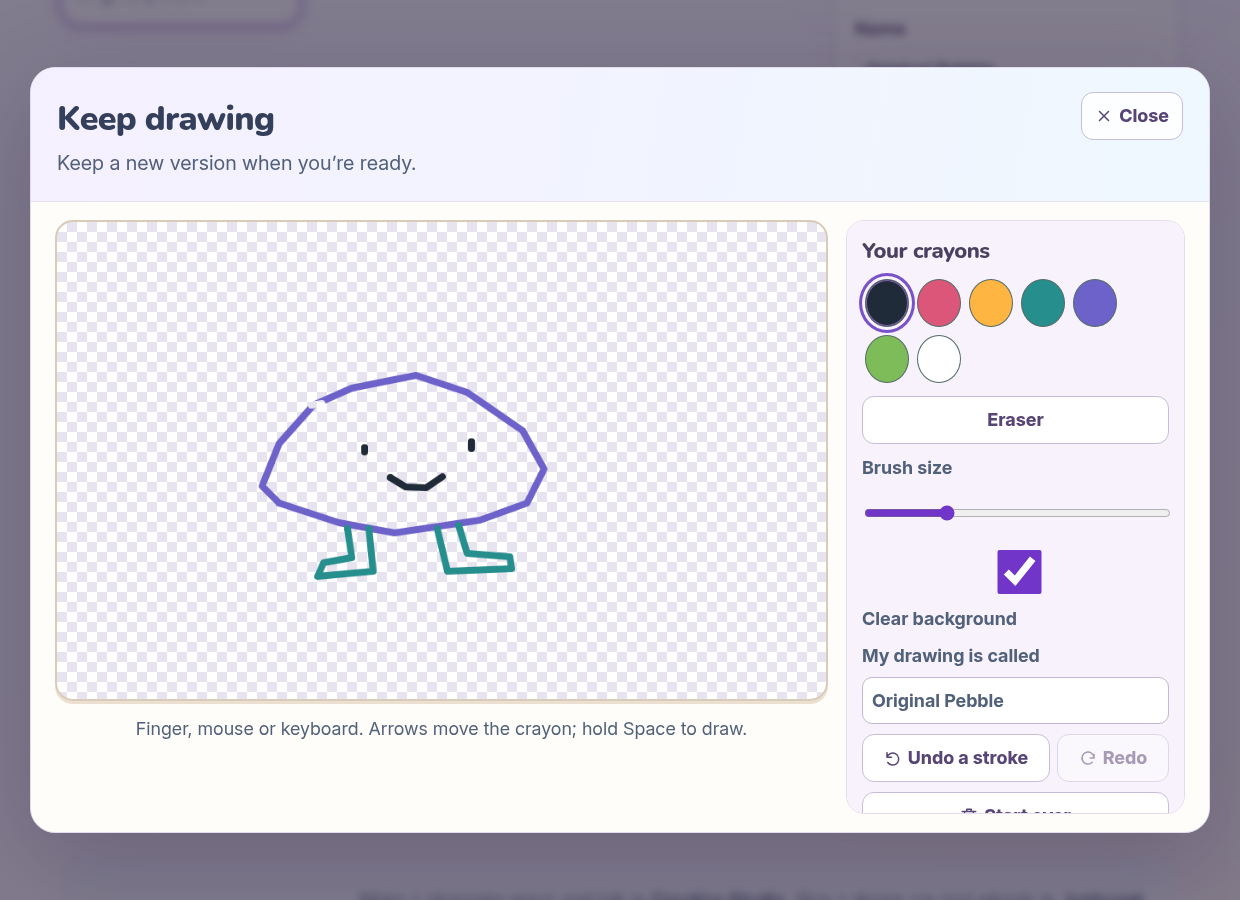 Keep drawing
Close
Keep a new version when you’re ready.
Your crayons
Eraser
Brush size
Clear background
My drawing is called
Original Pebble
Undo a stroke
Redo
Finger, mouse or keyboard. Arrows move the crayon; hold Space to draw.